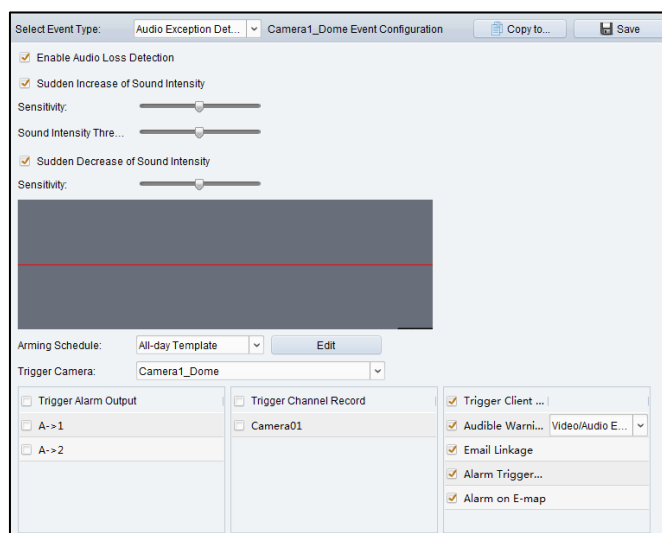 Select Event Type: Audio Exception Det... Camera1_Dome Event Configuration Copy to... Save
Enable Audio Loss Detection
Sudden Increase of Sound Intensity
Sensitivity:
Sound Intensity Thre...
Sudden Decrease of Sound Intensity
Sensitivity:
Arming Schedule: All-day Template Edit
Trigger Camera: Camera1_Dome
Trigger Alarm Output Trigger Channel Record Trigger Client ...
A->1 Camera01 Audible Warni... Video/Audio E...
A->2 Email Linkage
Alarm Trigger...
Alarm on E-map